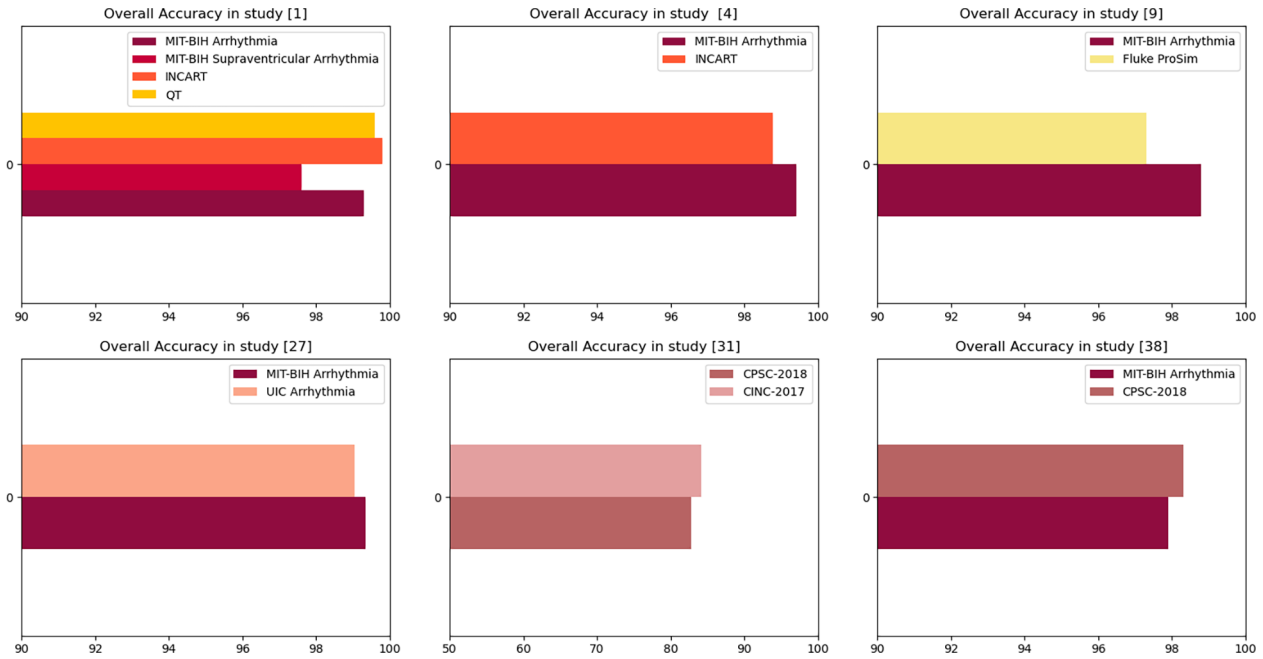 Overall Accuracy in study [1]
MIT-BIH Arrhythmia
MIT-BIH Supraventricular Arrhythmia
INCART
QT
0
90 92 94 96 98 100
Overall Accuracy in study [4]
MIT-BIH Arrhythmia
INCART
0
90 92 94 96 98 100
Overall Accuracy in study [9]
MIT-BIH Arrhythmia
Fluke ProSim
0
90 92 94 96 98 100
Overall Accuracy in study [27]
MIT-BIH Arrhythmia
UIC Arrhythmia
0
90 92 94 96 98 100
Overall Accuracy in study [31]
CPSC-2018
CINC-2017
0
50 60 70 80 90 100
Overall Accuracy in study [38]
MIT-BIH Arrhythmia
CPSC-2018
0
90 92 94 96 98 100